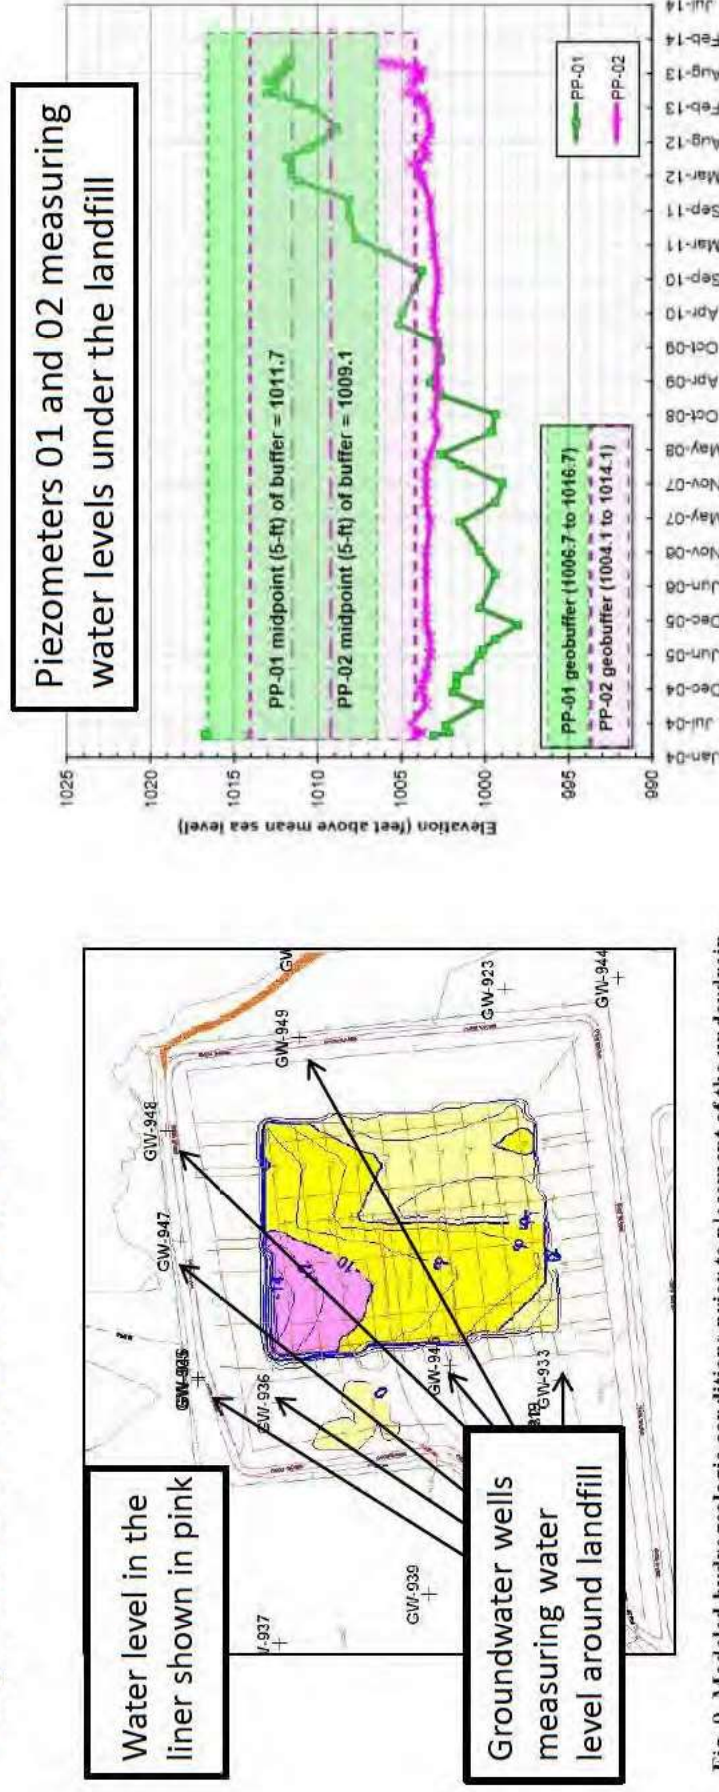 Water level in the
liner shown in pink
Groundwater wells
measuring water
level around landfill
GW-937
GW-939
GW-936
GW-947
GW-948
GW-949
GW-933
GW-923
GW-944
GW
-10
-12
Piezometers 01 and 02 measuring
water levels under the landfill
Elevation (feet above mean sea level)
1025
1020
1015
1010
1005
1000
995
990
PP-01 midpoint (5-ft) of buffer = 1011.7
PP-02 midpoint (5-ft) of buffer = 1009.1
PP-01 geobuffer (1006.7 to 1016.7)
PP-02 geobuffer (1004.1 to 1014.1)
PP-01
PP-02
Jan-04
Jul-04
Dec-04
Jun-05
Dec-05
Jun-06
Nov-06
May-07
Nov-07
May-08
Oct-08
Apr-09
Oct-09
Apr-10
Sep-10
Mar-11
Sep-11
Mar-12
Aug-12
Feb-13
Aug-13
Feb-14
Jul-14